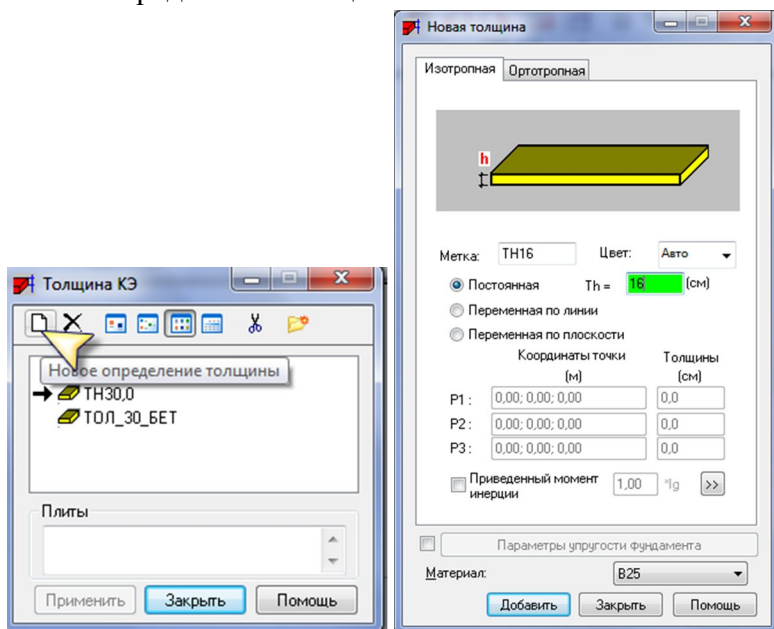 Новая толщина
Изотропная Ортотропная
h
Метка: TH16 Цвет: Авто
Постоянная Th = 16 (см)
Переменная по линии
Переменная по плоскости
Координаты точки Толщины
(м) (см)
P1 : 0,00; 0,00; 0,00 0,0
P2 : 0,00; 0,00; 0,00 0,0
P3 : 0,00; 0,00; 0,00 0,0
Приведенный момент
инерции 1,00 *Ig >>
Параметры упругости фундамента
Материал: B25
Добавить Закрыть Помощь
Толщина КЭ
Новое определение толщины
TH30,0
ТОЛ_30_БЕТ
Плиты
Применить Закрыть Помощь